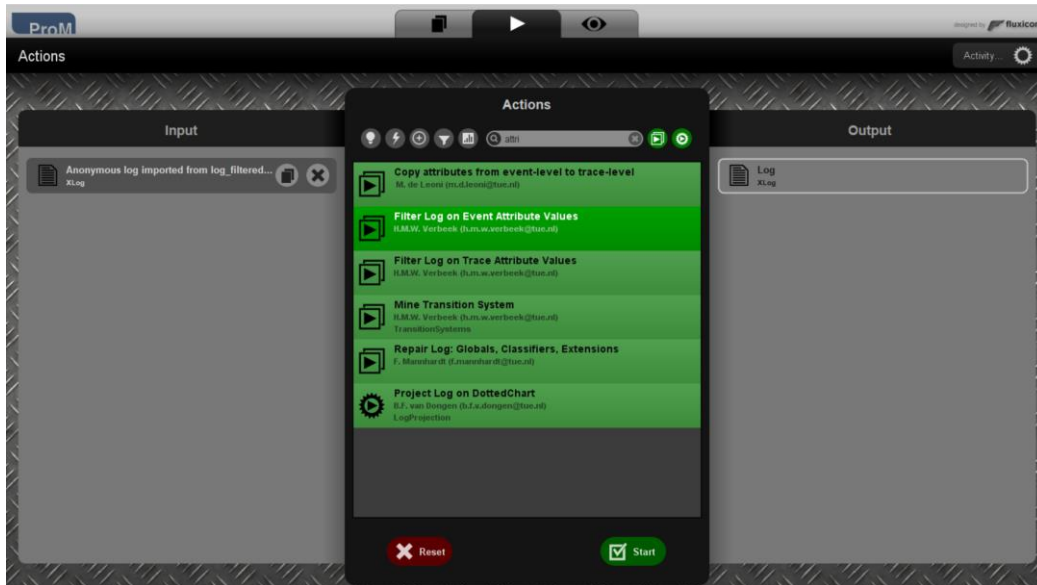 ProM
designed by fluxicon
Actions
Activity...
Input
Anonymous log imported from log_filtered...
XLog
Actions
attri
Copy attributes from event-level to trace-level
M. de Leoni (m.d.leoni@tue.nl)
Filter Log on Event Attribute Values
H.M.W. Verbeek (h.m.w.verbeek@tue.nl)
Filter Log on Trace Attribute Values
H.M.W. Verbeek (h.m.w.verbeek@tue.nl)
Mine Transition System
H.M.W. Verbeek (h.m.w.verbeek@tue.nl)
TransitionSystems
Repair Log: Globals, Classifiers, Extensions
F. Mannhardt (f.mannhardt@tue.nl)
Project Log on DottedChart
B.F. van Dongen (b.f.v.dongen@tue.nl)
LogProjection
Reset
Start
Output
Log
XLog